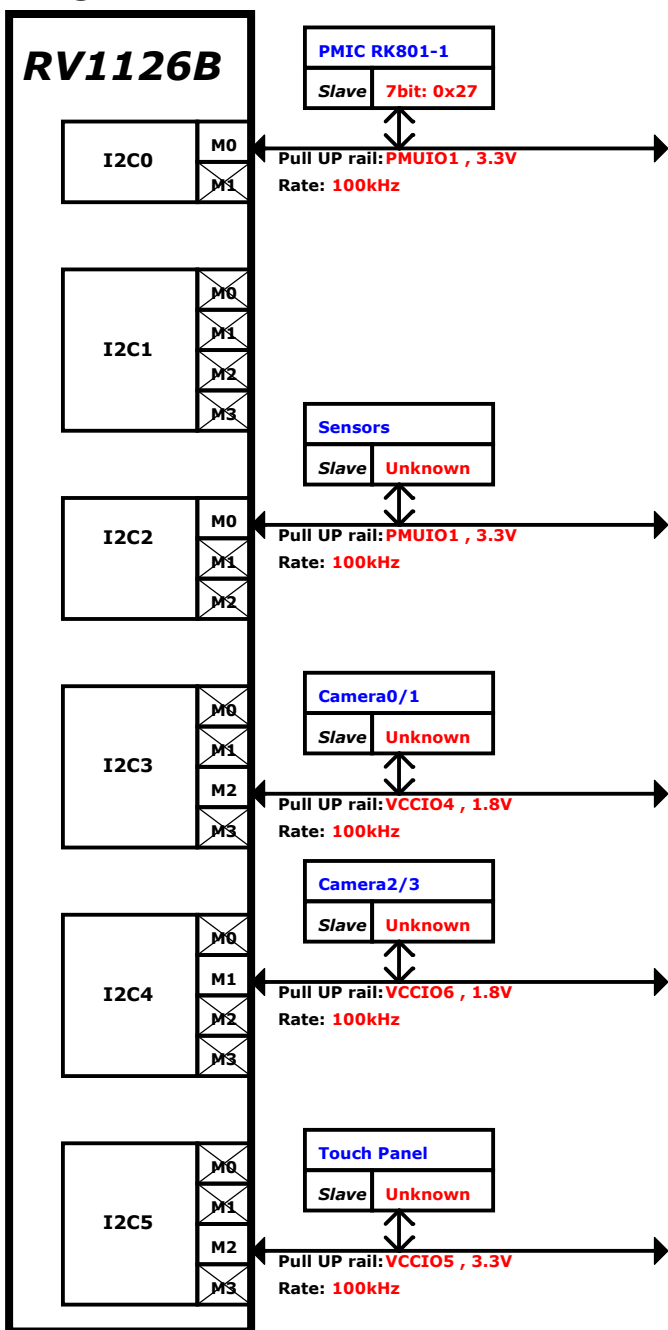 RV1126B
PMIC RK801-1
Slave 7bit: 0x27
I2C0
M0
M1
Pull UP rail:PMUIO1 , 3.3V
Rate: 100kHz
I2C1
M0
M1
M2
M3
Sensors
Slave Unknown
I2C2
M0
M1
M2
Pull UP rail:PMUIO1 , 3.3V
Rate: 100kHz
Camera0/1
Slave Unknown
I2C3
M0
M1
M2
M3
Pull UP rail:VCCIO4 , 1.8V
Rate: 100kHz
Camera2/3
Slave Unknown
I2C4
M0
M1
M2
M3
Pull UP rail:VCCIO6 , 1.8V
Rate: 100kHz
Touch Panel
Slave Unknown
I2C5
M0
M1
M2
M3
Pull UP rail:VCCIO5 , 3.3V
Rate: 100kHz